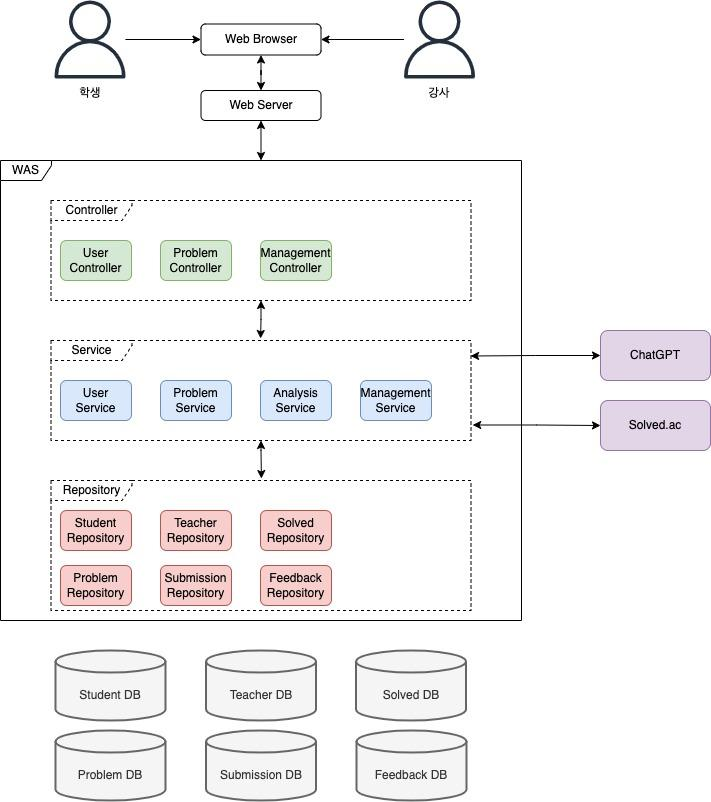 Web Browser
학생
강사
Web Server
WAS
Controller
User
Controller
Problem
Controller
Management
Controller
Service
User
Service
Problem
Service
Analysis
Service
Management
Service
ChatGPT
Solved.ac
Repository
Student
Repository
Teacher
Repository
Solved
Repository
Problem
Repository
Submission
Repository
Feedback
Repository
Student DB
Teacher DB
Solved DB
Problem DB
Submission DB
Feedback DB